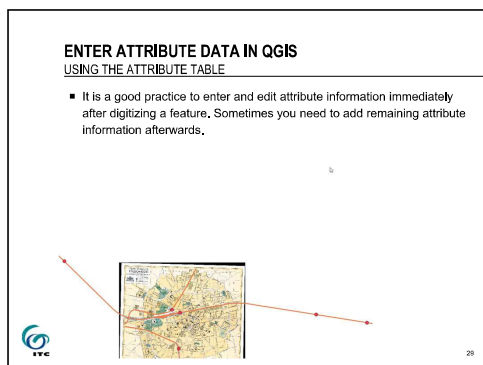 ENTER ATTRIBUTE DATA IN QGIS
USING THE ATTRIBUTE TABLE
It is a good practice to enter and edit attribute information immediately
after digitizing a feature. Sometimes you need to add remaining attribute
information afterwards.
ITC
29